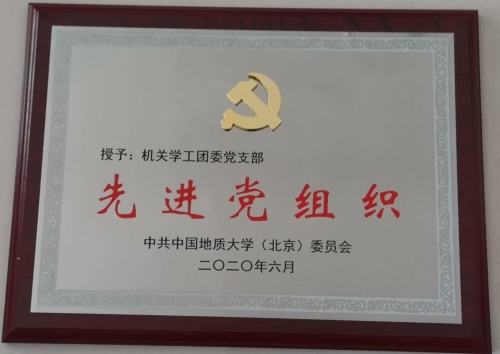 授予：机关学工团委党支部
先进党组织
中共中国地质大学（北京）委员会
二〇二〇年六月